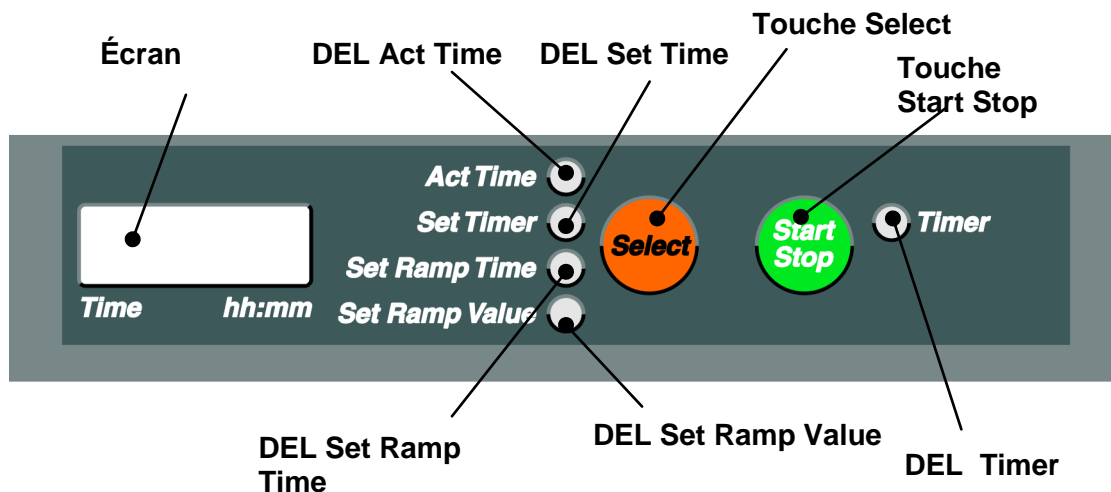 Touche Select
Écran
DEL Act Time
DEL Set Time
Touche
Start Stop
Act Time
Set Timer
Select
Start
Stop
Timer
Set Ramp Time
Time
hh:mm
Set Ramp Value
DEL Set Ramp
Time
DEL Set Ramp Value
DEL Timer